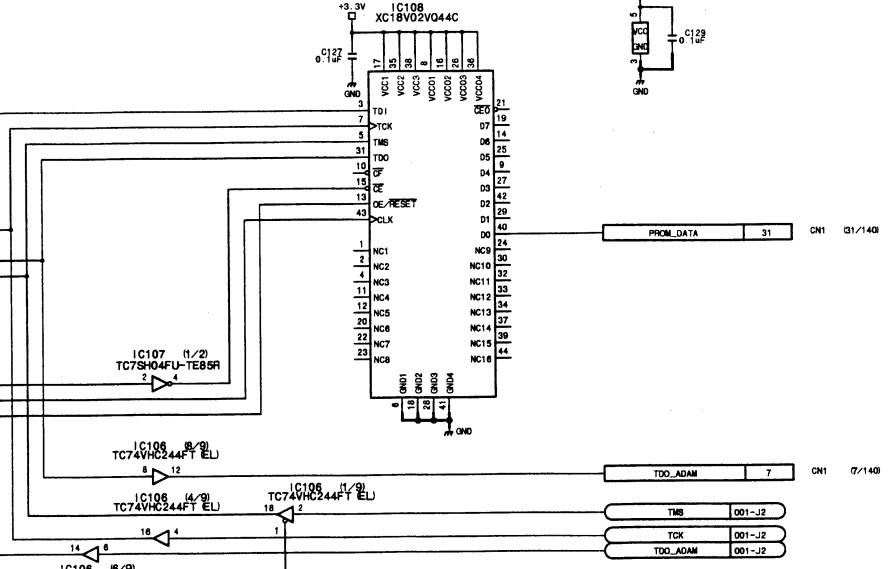 +3.3V
IC108
XC18V02VQ44C
C127
0.1uF
GND
17 35 38 8 16 26 36
VCC1 VCC2 VCC3 VCCO1 VCCO2 VCCO3 VCCO4
5
VCC
GND
3
C129
0.1uF
GND
3 TDI
7 TCK
5 TMS
31 TDO
10 CF
15 CE
13 OE/RESET
43 CLK
1 NC1
2 NC2
4 NC3
11 NC4
12 NC5
20 NC6
22 NC7
23 NC8
CEO 21
D7 19
D6 14
D5 25
D4 9
D3 27
D2 42
D1 29
D0 40
NC9 24
NC10 30
NC11 32
NC12 33
NC13 34
NC14 37
NC15 39
NC16 44
GND1 GND2 GND3 GND4
6 18 28 41
GND
PROM_DATA 31 CN1 (31/140)
IC107 (1/2)
TC7SH04FU-TE85R
2 4
IC106 (8/9)
TC74VHC244FT (EL)
8 12
TDO_ADAM 7 CN1 (7/140)
IC106 (1/9)
TC74VHC244FT (EL)
18 2
1
TMS 001-J2
IC106 (4/9)
TC74VHC244FT (EL)
16 4
TCK 001-J2
14 6
TDO_ADAM 001-J2
IC106 (6/9)